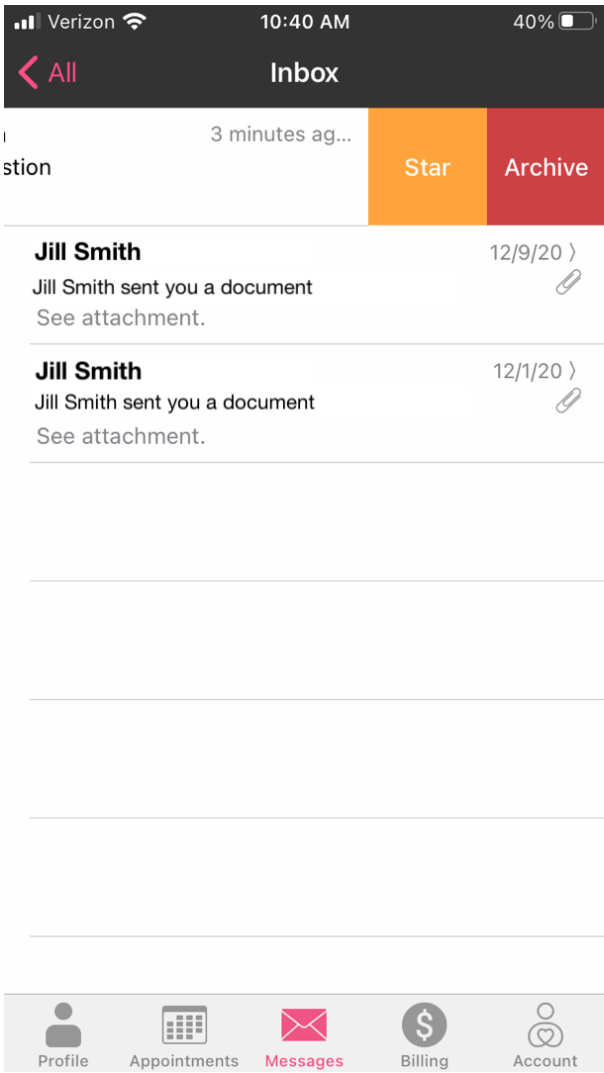 Verizon 10:40 AM 40%
All Inbox
3 minutes ag...
stion Star Archive
Jill Smith 12/9/20
Jill Smith sent you a document
See attachment.
Jill Smith 12/1/20
Jill Smith sent you a document
See attachment.
Profile Appointments Messages Billing Account